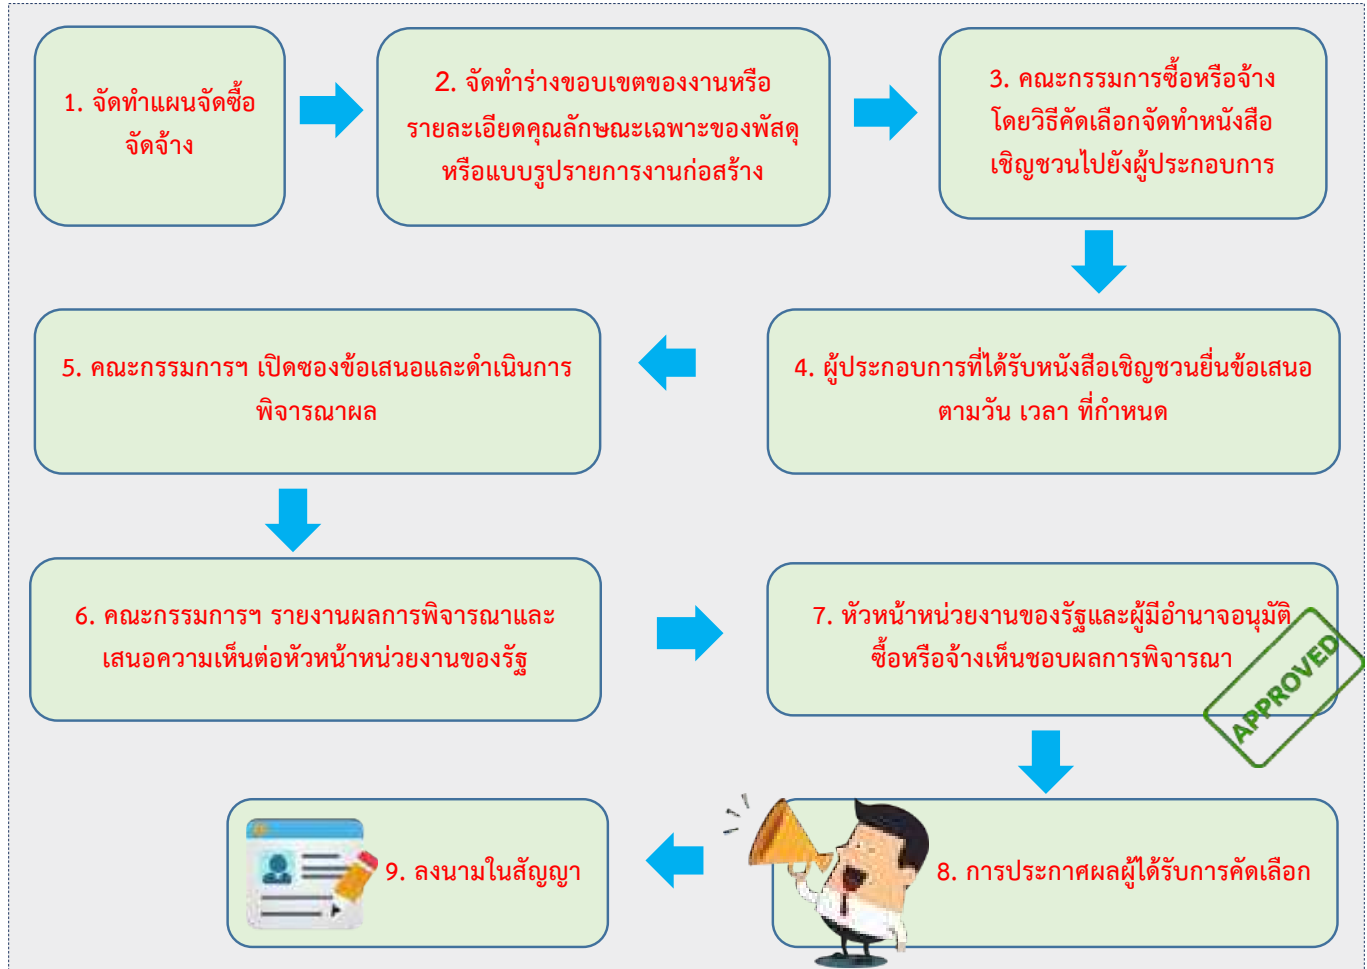 1. จัดทำแผนจัดซื้อ
จัดจ้าง
2. จัดทำร่างขอบเขตของงานหรือ
รายละเอียดคุณลักษณะเฉพาะของพัสดุ
หรือแบบรูปรายการงานก่อสร้าง
3. คณะกรรมการซื้อหรือจ้าง
โดยวิธีคัดเลือกจัดทำหนังสือ
เชิญชวนไปยังผู้ประกอบการ
4. ผู้ประกอบการที่ได้รับหนังสือเชิญชวนยื่นข้อเสนอ
ตามวัน เวลา ที่กำหนด
5. คณะกรรมการฯ เปิดซองข้อเสนอและดำเนินการ
พิจารณาผล
6. คณะกรรมการฯ รายงานผลการพิจารณาและ
เสนอความเห็นต่อหัวหน้าหน่วยงานของรัฐ
7. หัวหน้าหน่วยงานของรัฐและผู้มีอำนาจอนุมัติ
ซื้อหรือจ้างเห็นชอบผลการพิจารณา
APPROVED
8. การประกาศผลผู้ได้รับการคัดเลือก
9. ลงนามในสัญญา